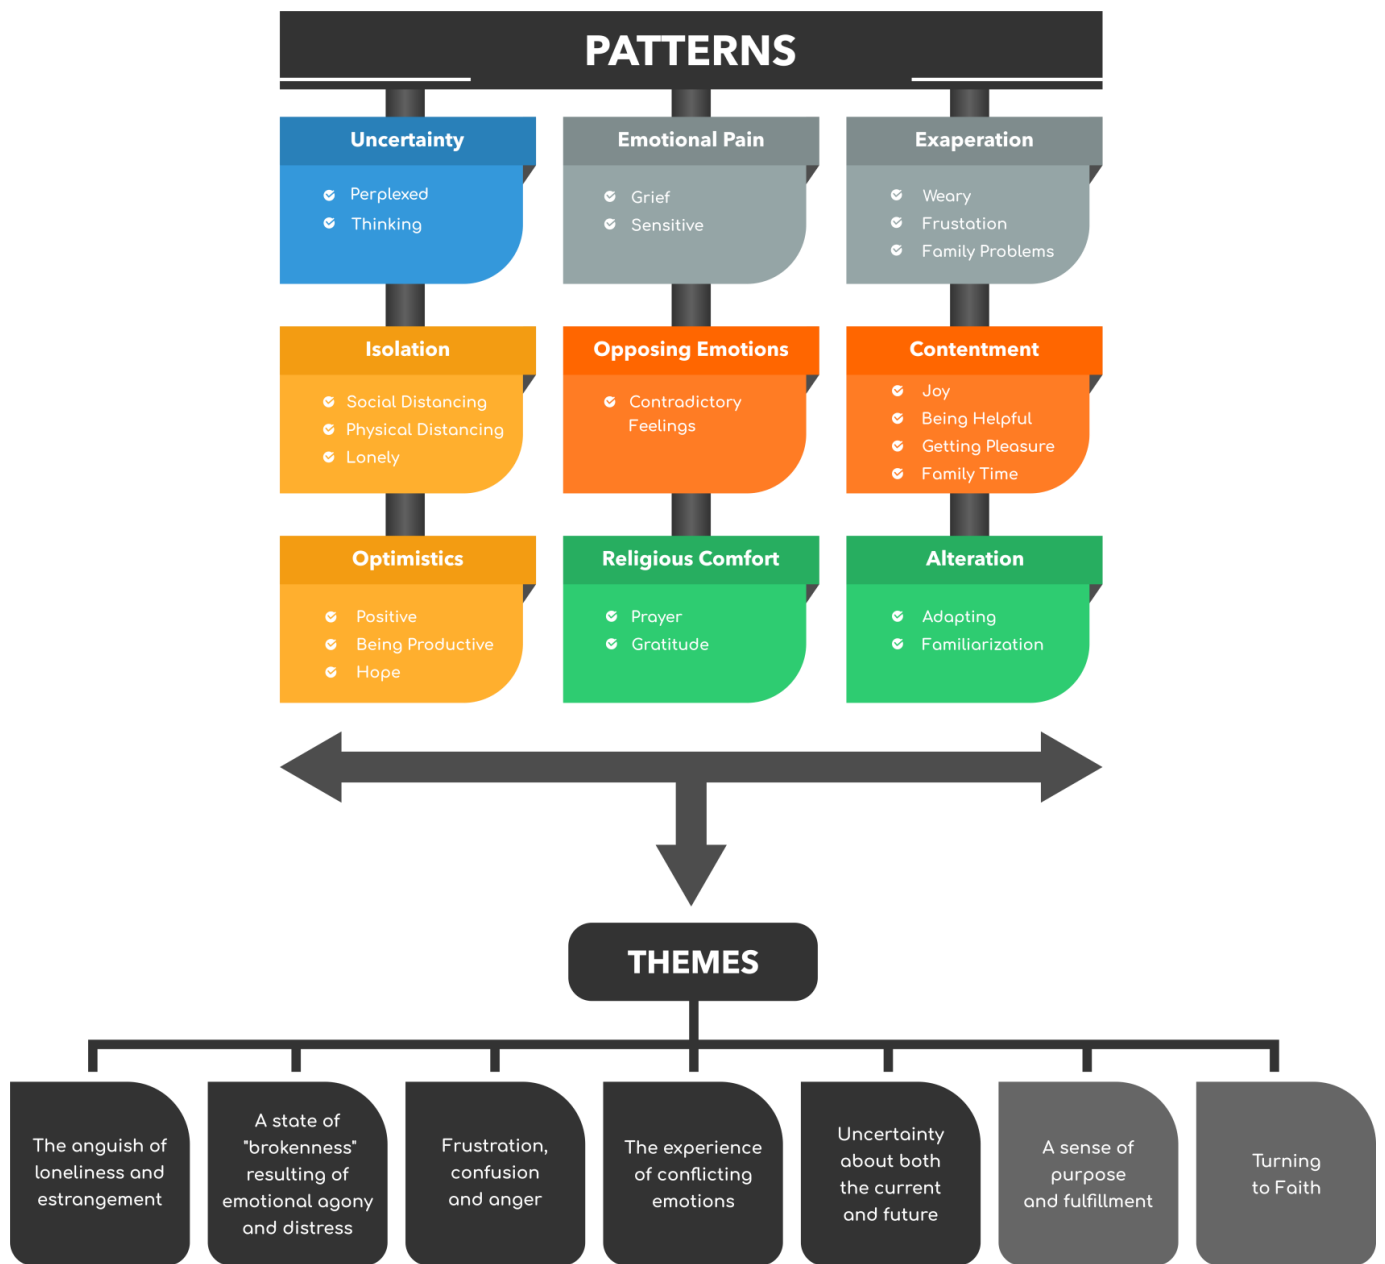 PATTERNS
Uncertainty
Perplexed
Thinking
Emotional Pain
Grief
Sensitive
Exaperation
Weary
Frustation
Family Problems
Isolation
Social Distancing
Physical Distancing
Lonely
Opposing Emotions
Contradictory
Feelings
Contentment
Joy
Being Helpful
Getting Pleasure
Family Time
Optimistics
Positive
Being Productive
Hope
Religious Comfort
Prayer
Gratitude
Alteration
Adapting
Familiarization
THEMES
The anguish of
loneliness and
estrangement
A state of
"brokenness"
resulting of
emotional agony
and distress
Frustration,
confusion
and anger
The experience
of conflicting
emotions
Uncertainty
about both
the current
and future
A sense of
purpose
and fulfillment
Turning
to Faith